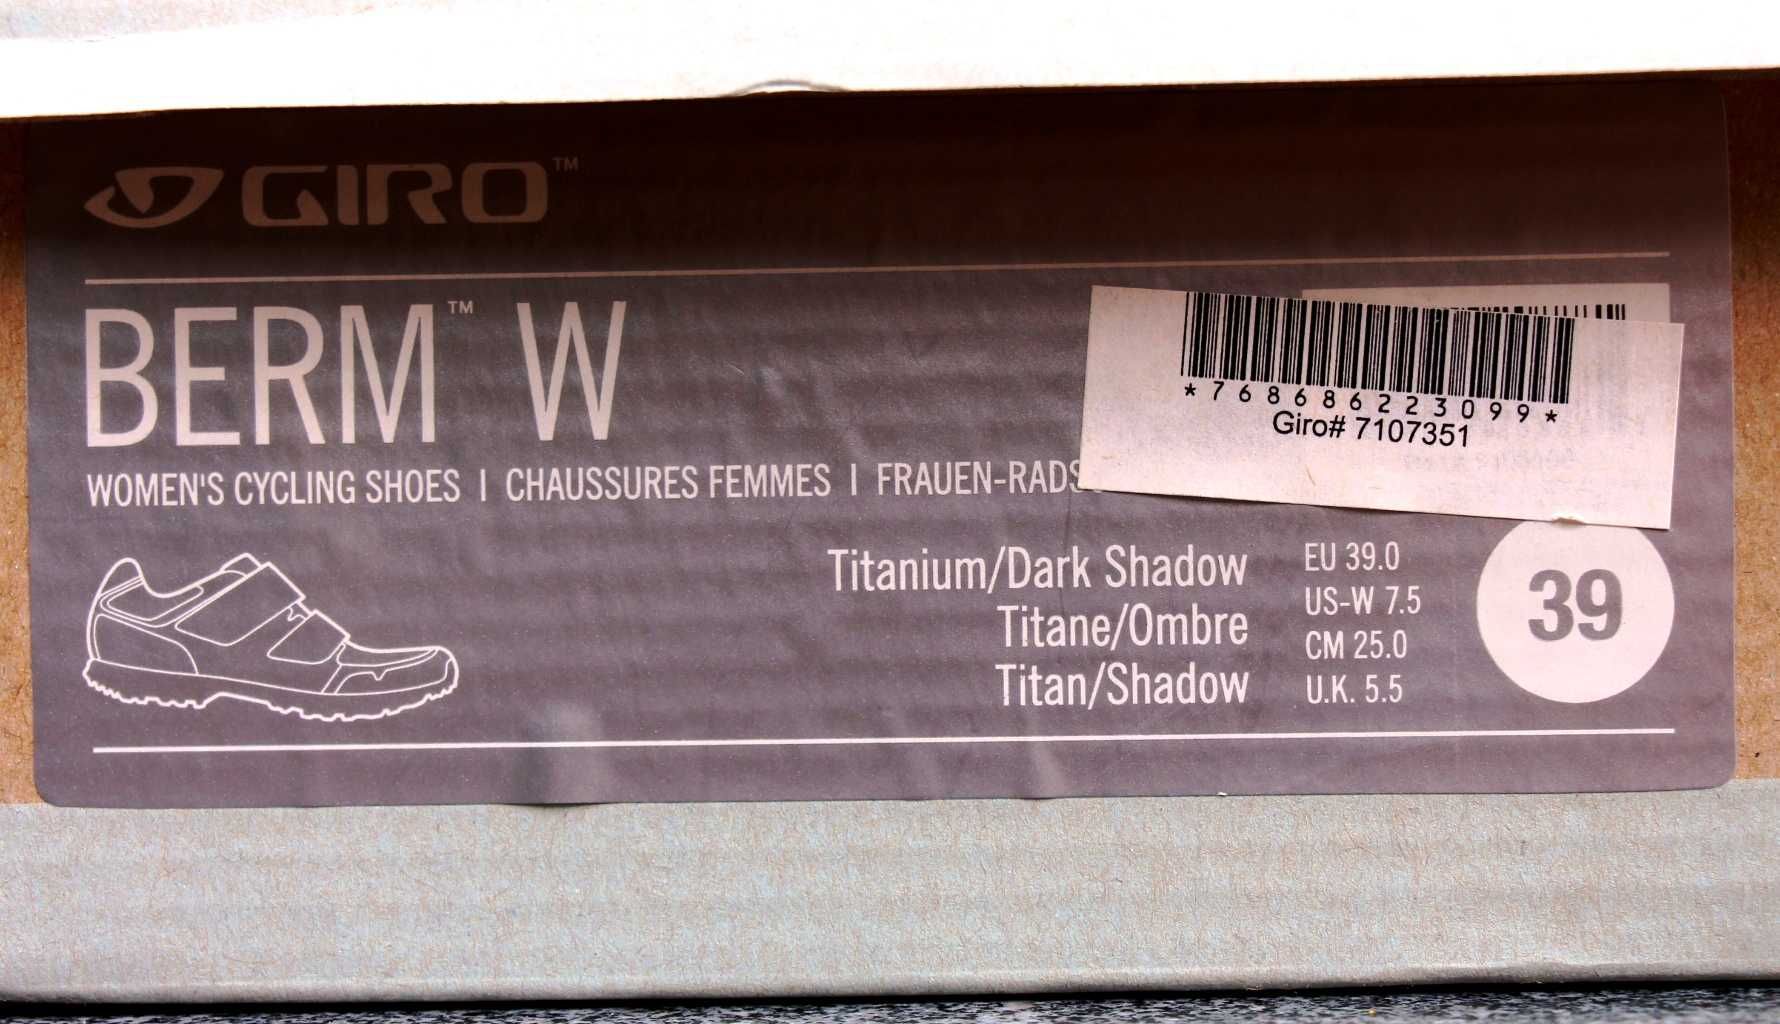 GIRO™
BERM™ W
WOMEN'S CYCLING SHOES | CHAUSSURES FEMMES | FRAUEN-RADS
*768686223099*
Giro# 7107351
Titanium/Dark Shadow
Titane/Ombre
Titan/Shadow
EU 39.0
US-W 7.5
CM 25.0
U.K. 5.5
39